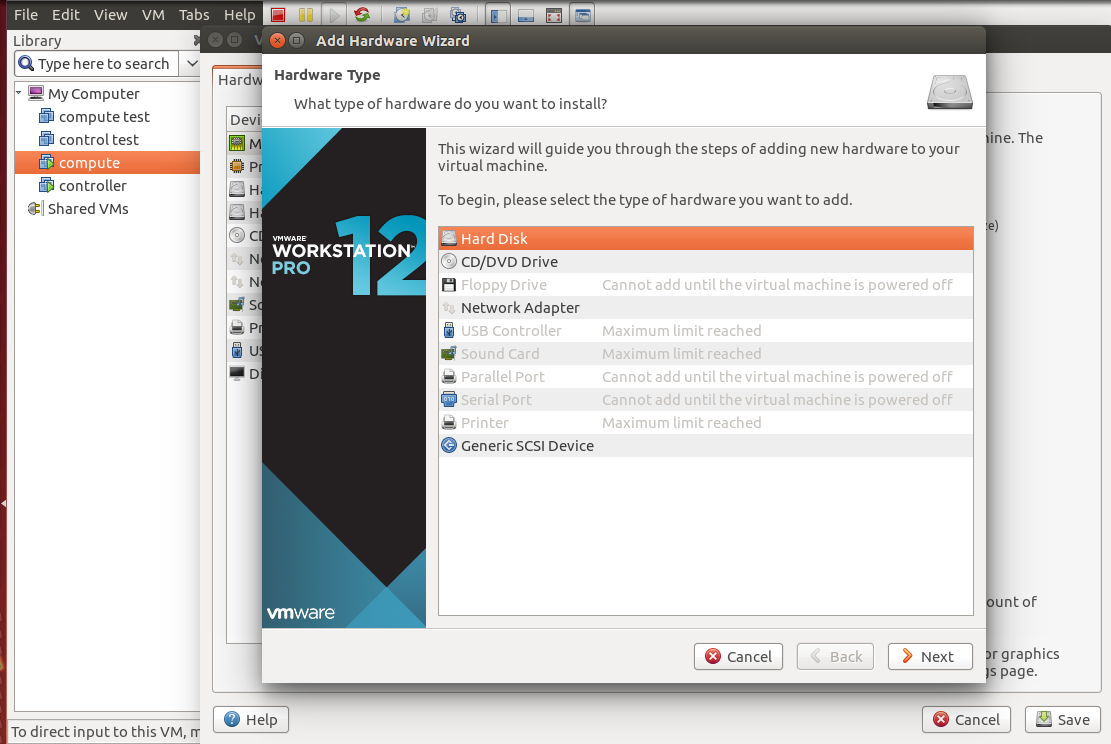 File Edit View VM Tabs Help
Library
Type here to search
My Computer
compute test
control test
compute
controller
Shared VMs
To direct input to this VM, m
Hardw
Devi
M
Pr
Ha
Ha
CD
Ne
Ne
So
Pr
US
Di
Add Hardware Wizard
Hardware Type
What type of hardware do you want to install?
VMWARE
WORKSTATION™ 12
PRO
vmware
This wizard will guide you through the steps of adding new hardware to your
virtual machine.
To begin, please select the type of hardware you want to add.
Hard Disk
CD/DVD Drive
Floppy Drive Cannot add until the virtual machine is powered off
Network Adapter
USB Controller Maximum limit reached
Sound Card Maximum limit reached
Parallel Port Cannot add until the virtual machine is powered off
Serial Port Cannot add until the virtual machine is powered off
Printer Maximum limit reached
Generic SCSI Device
Cancel Back Next
ine. The
ze)
ount of
or graphics
gs page.
Help Cancel Save